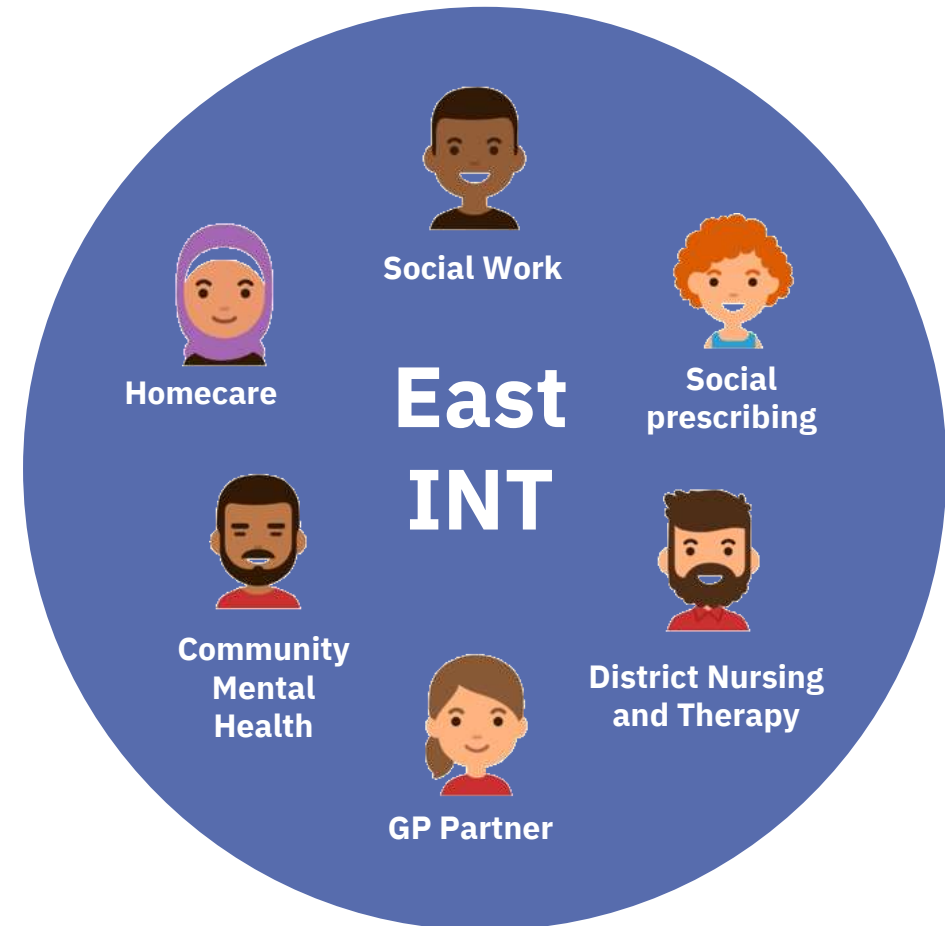 Social Work
Homecare
Social
prescribing
East
INT
Community
Mental
Health
District Nursing
and Therapy
GP Partner